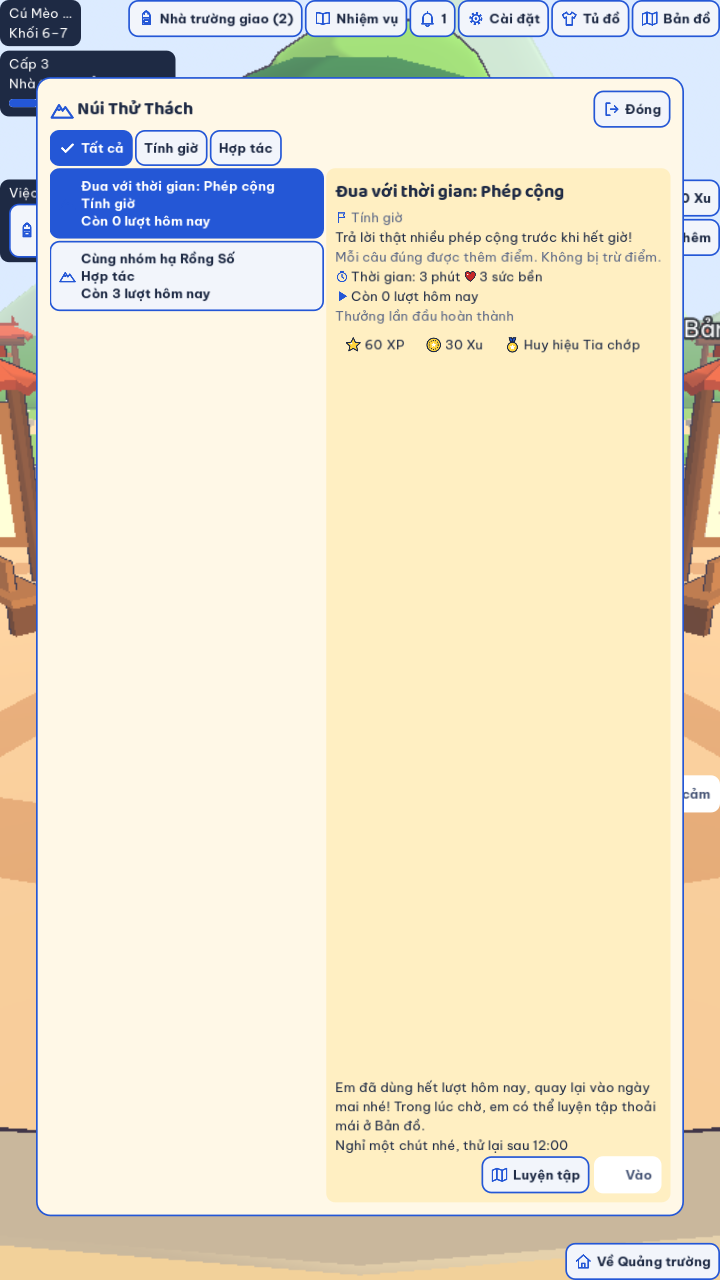 Cú Mèo ...
Khối 6–7
Nhà trường giao (2)
Nhiệm vụ
1
Cài đặt
Tủ đồ
Bản đồ
Cấp 3
Nhà
Núi Thử Thách
Đóng
Tất cả
Tính giờ
Hợp tác
Việc
Đua với thời gian: Phép cộng
Tính giờ
Còn 0 lượt hôm nay
Cùng nhóm hạ Rồng Số
Hợp tác
Còn 3 lượt hôm nay
Đua với thời gian: Phép cộng
Tính giờ
Trả lời thật nhiều phép cộng trước khi hết giờ!
Mỗi câu đúng được thêm điểm. Không bị trừ điểm.
Thời gian: 3 phút 3 sức bền
Còn 0 lượt hôm nay
Thưởng lần đầu hoàn thành
60 XP
30 Xu
Huy hiệu Tia chớp
0 Xu
cảm
Em đã dùng hết lượt hôm nay, quay lại vào ngày
mai nhé! Trong lúc chờ, em có thể luyện tập thoải
mái ở Bản đồ.
Nghỉ một chút nhé, thử lại sau 12:00
Luyện tập
Vào
Về Quảng trường